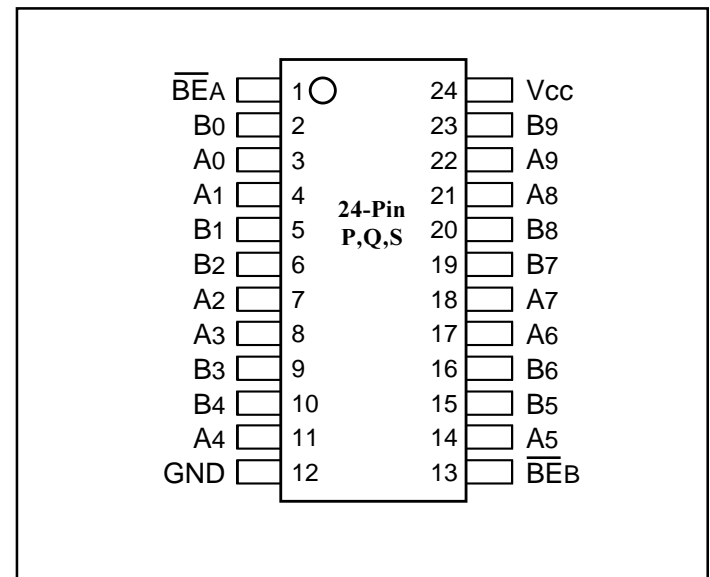 B̅E̅A 1 24 Vcc
B0 2 23 B9
A0 3 22 A9
A1 4 21 A8
24-Pin
B1 5 20 B8
P,Q,S
B2 6 19 B7
A2 7 18 A7
A3 8 17 A6
B3 9 16 B6
B4 10 15 B5
A4 11 14 A5
GND 12 13 B̅E̅B